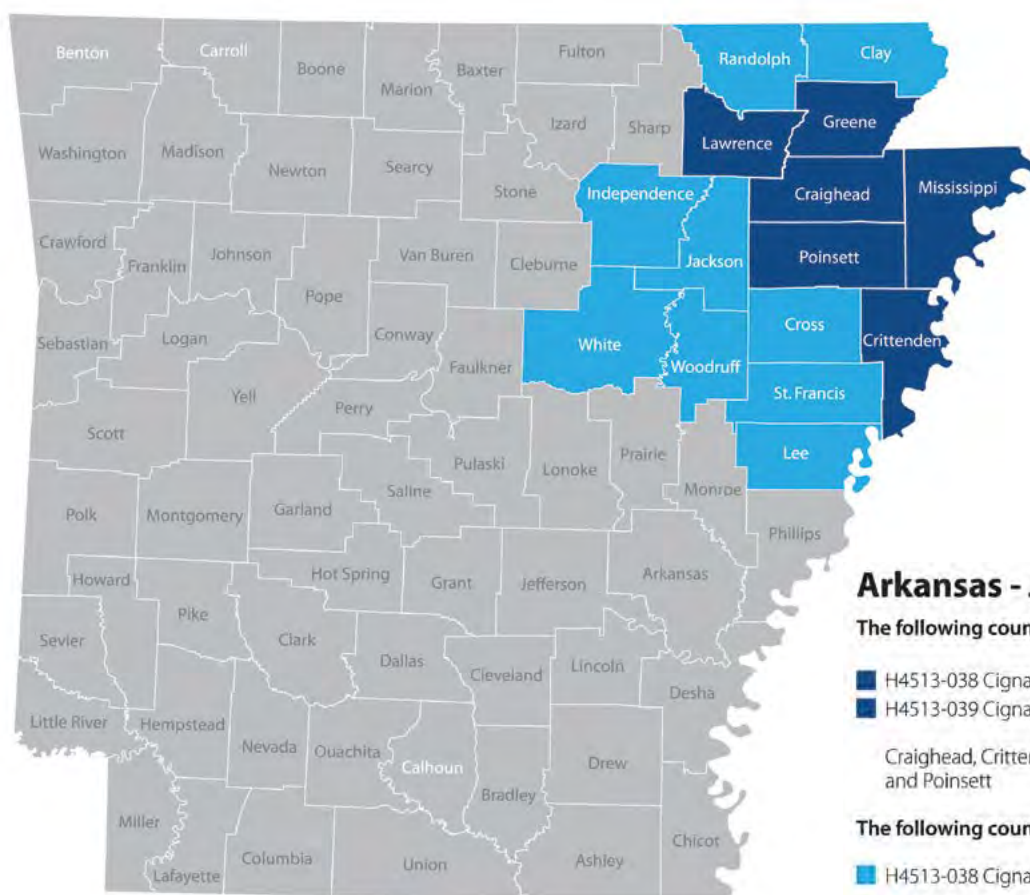 Benton
Carroll
Boone
Marion
Baxter
Fulton
Randolph
Clay
Washington
Madison
Newton
Searcy
Izard
Sharp
Lawrence
Greene
Stone
Independence
Craighead
Mississippi
Crawford
Franklin
Johnson
Van Buren
Cleburne
Jackson
Poinsett
Pope
Sebastian
Logan
Conway
Faulkner
White
Woodruff
Cross
Crittenden
Yell
Perry
St. Francis
Scott
Pulaski
Lonoke
Prairie
Lee
Saline
Monroe
Polk
Montgomery
Garland
Phillips
Howard
Hot Spring
Grant
Jefferson
Arkansas
Pike
Sevier
Clark
Dallas
Cleveland
Lincoln
Desha
Little River
Hempstead
Nevada
Ouachita
Calhoun
Drew
Bradley
Miller
Lafayette
Columbia
Union
Ashley
Chicot
Arkansas -
The following coun
H4513-038 Cigna
H4513-039 Cigna
Craighead, Critten
and Poinsett
The following coun
H4513-038 Cigna